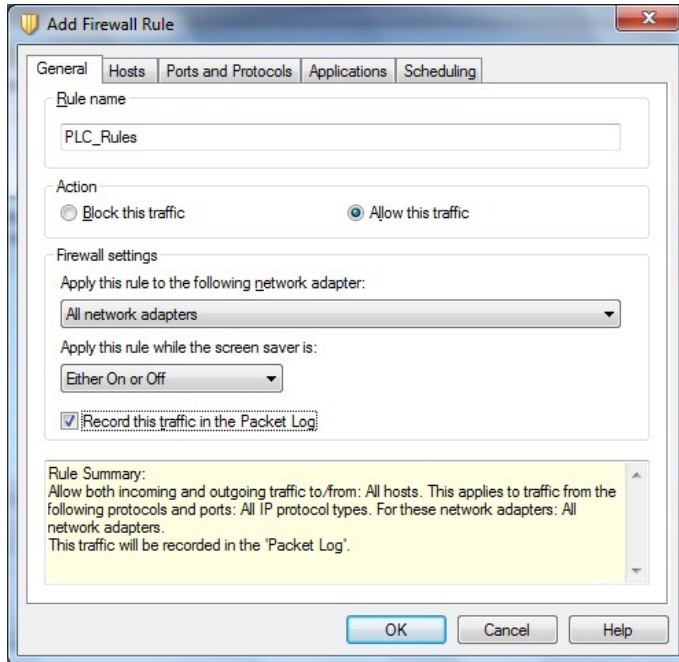 Add Firewall Rule
General Hosts Ports and Protocols Applications Scheduling
Rule name
PLC_Rules
Action
Block this traffic Allow this traffic
Firewall settings
Apply this rule to the following network adapter:
All network adapters
Apply this rule while the screen saver is:
Either On or Off
Record this traffic in the Packet Log
Rule Summary:
Allow both incoming and outgoing traffic to/from: All hosts. This applies to traffic from the
following protocols and ports: All IP protocol types. For these network adapters: All
network adapters.
This traffic will be recorded in the 'Packet Log'.
OK Cancel Help